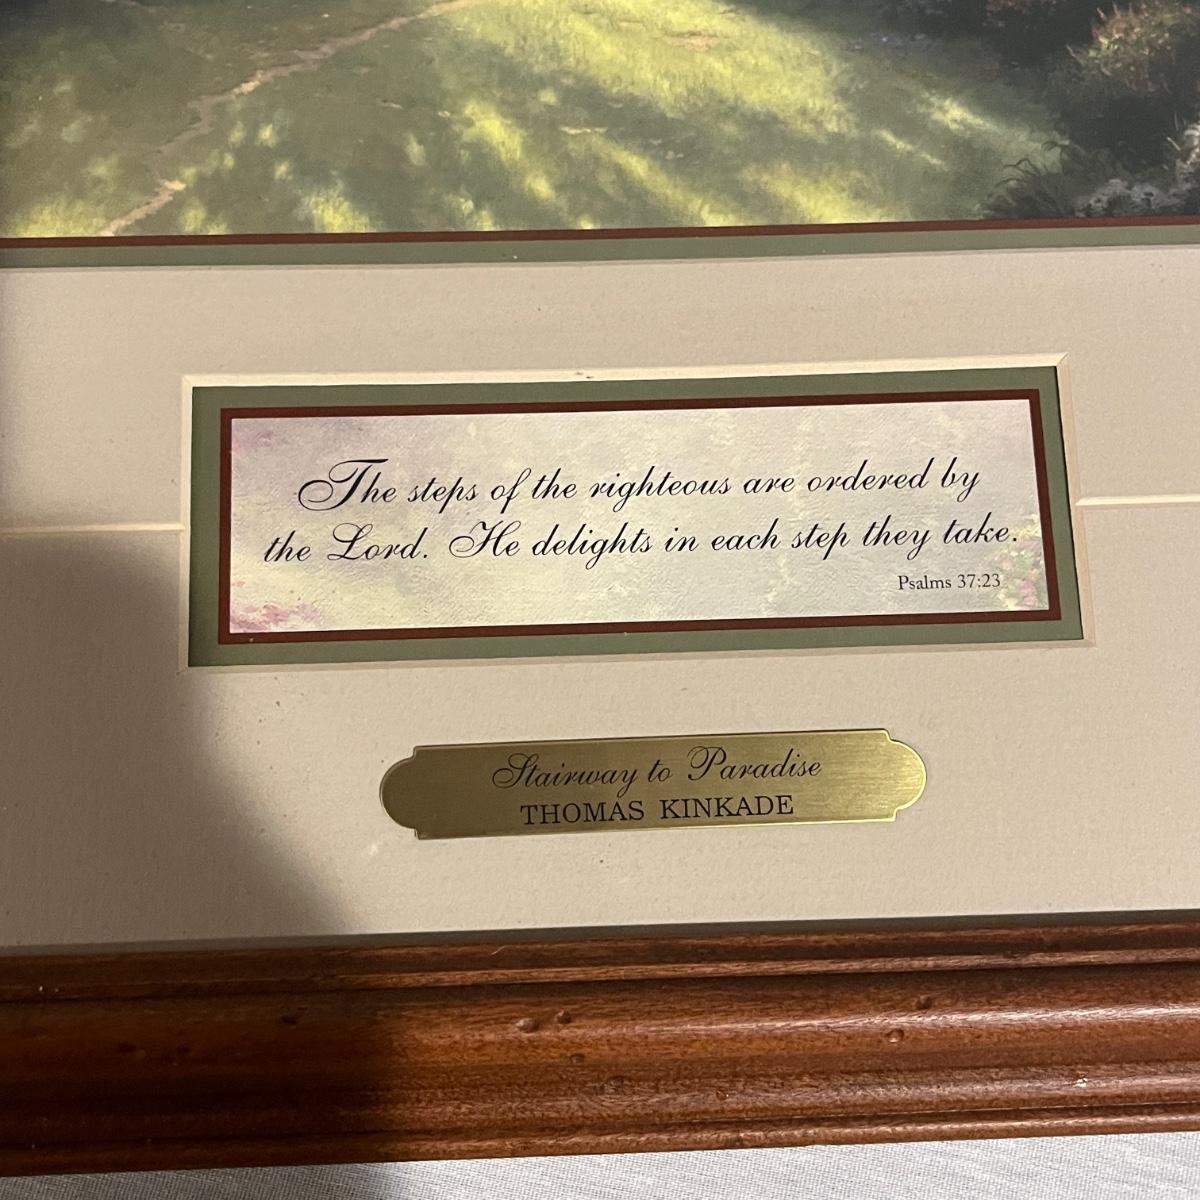 The steps of the righteous are ordered by
the Lord. He delights in each step they take.
Psalms 37:23
Stairway to Paradise
THOMAS KINKADE